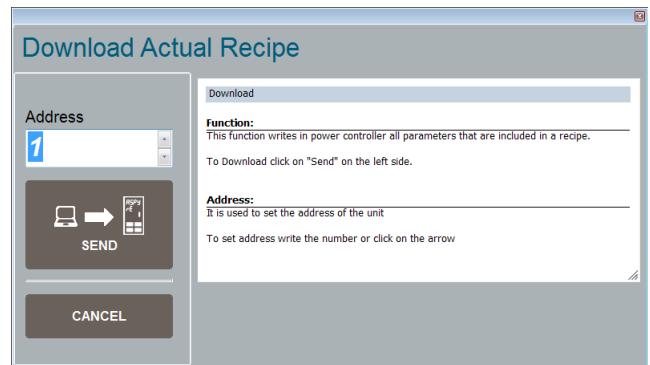 Download Actual Recipe
Address
1
SEND
CANCEL
Download
Function:
This function writes in power controller all parameters that are included in a recipe.
To Download click on "Send" on the left side.
Address:
It is used to set the address of the unit
To set address write the number or click on the arrow